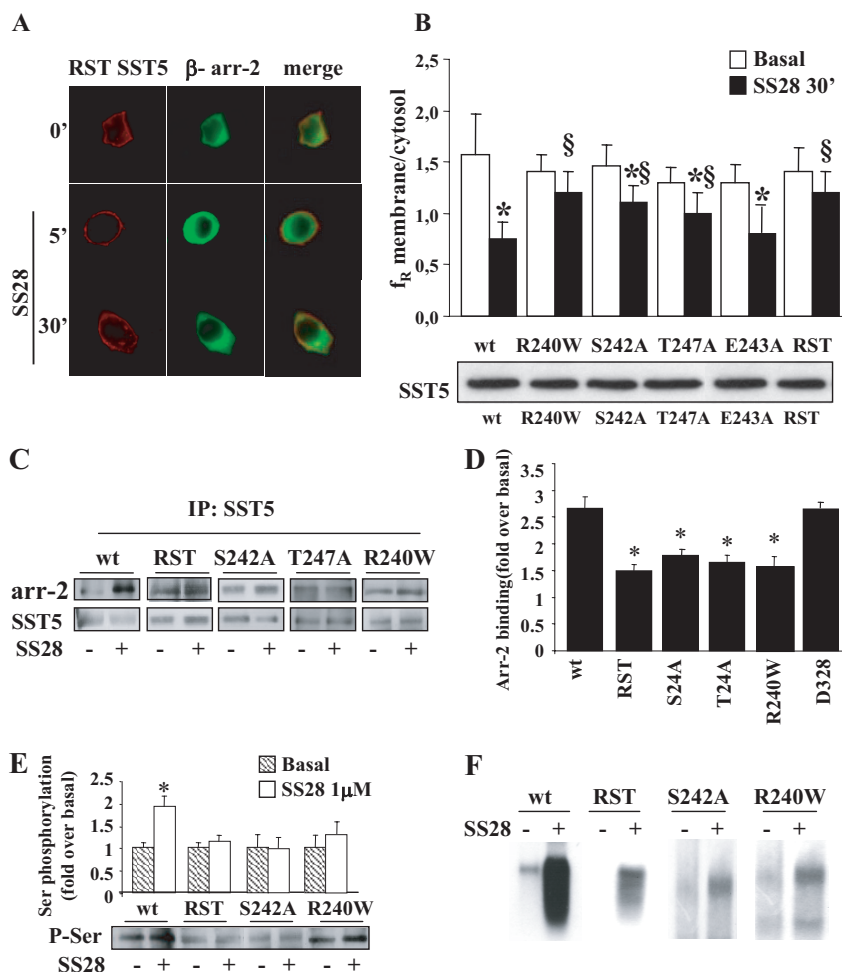 A
RST SST5 β- arr-2 merge
0'
5'
30'
SS28
B
Basal
SS28 30'
f_R membrane/cytosol
2,5
2,0
1,5
1,0
0,5
0,0
* § *§ *§ * §
wt R240W S242A T247A E243A RST
SST5
wt R240W S242A T247A E243A RST
C
IP: SST5
wt RST S242A T247A R240W
arr-2
SST5
SS28 - + - + - + - + - +
D
Arr-2 binding(fold over basal)
3.5
3
2.5
2
1.5
1
0.5
0
* * * *
wt RST S24A T24A R240W D328
E
Basal
SS28 1μM
Ser phosphorylation
(fold over basal)
2.5
2
1.5
1
0.5
0
*
wt RST S242A R240W
P-Ser
SS28 - + - + - + - +
F
wt RST S242A R240W
SS28 - + - + - + - +